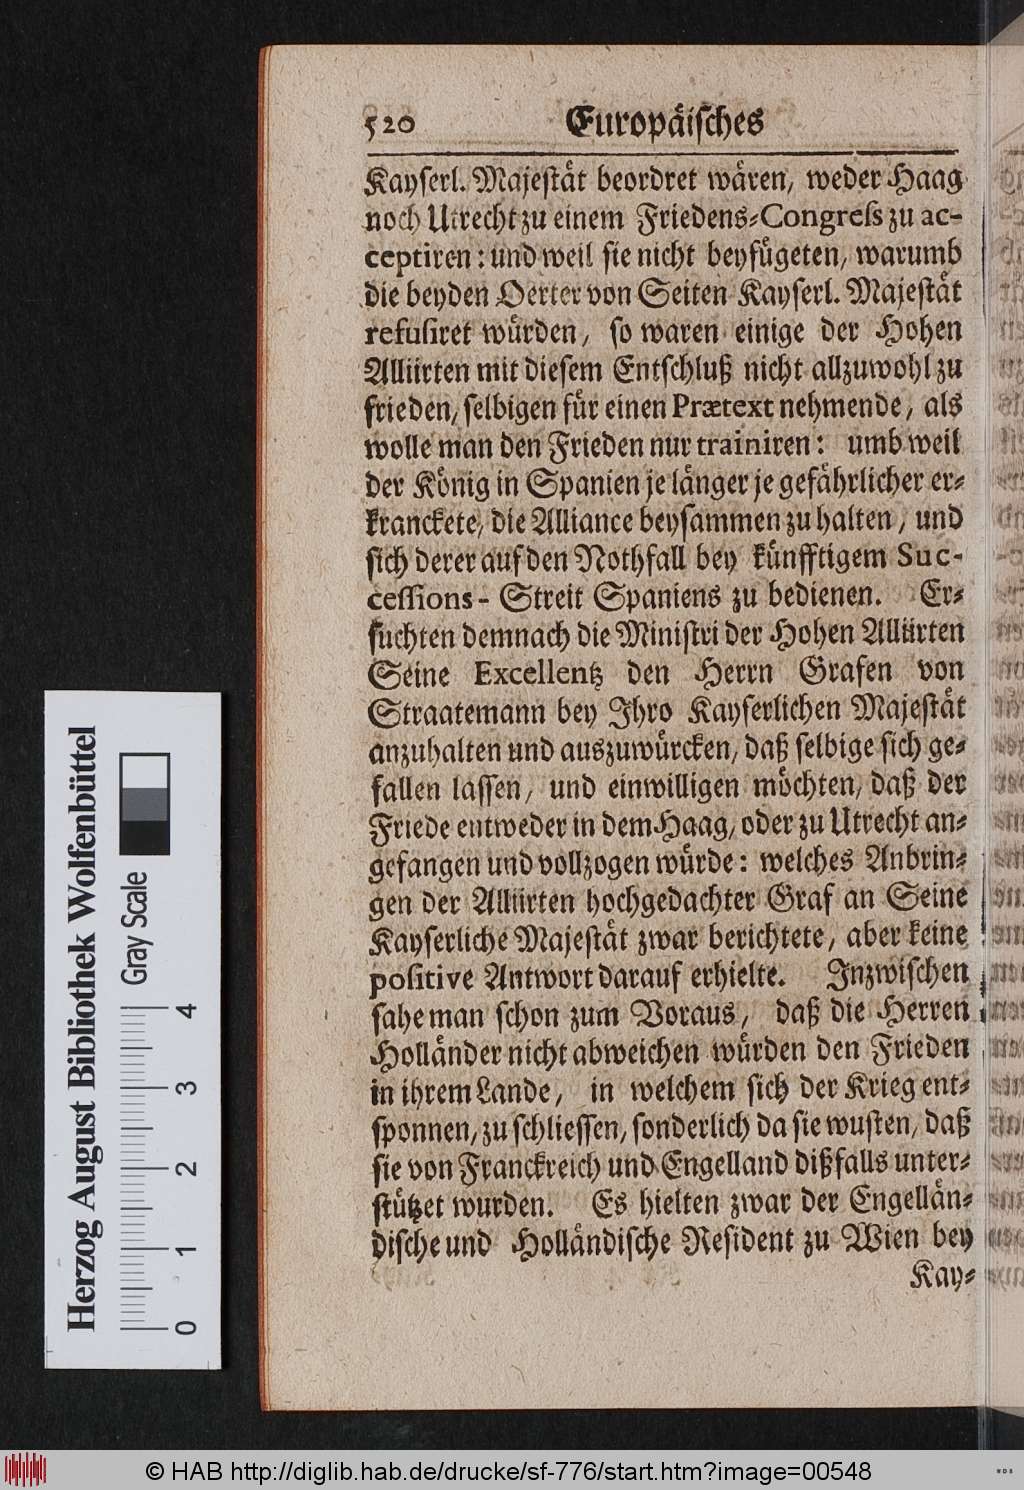 520 Europäisches
Kayserl. Majestät beordret wären, weder Haag
noch Utrecht zu einem Friedens-Congress zu ac-
ceptiren: und weil sie nicht beyfügeten, warumb
die beyden Oerter von Seiten Kayserl. Majestät
refusiret würden, so waren einige der Hohen
Alliirten mit diesem Entschluß nicht allzuwohl zu
frieden, selbigen für einen Prætext nehmende, als
wolle man den Frieden nur trainiren: umb weil
der König in Spanien je länger je gefährlicher er-
kranckete, die Alliance beysammen zu halten, und
sich derer auf den Nothfall bey künfftigem Suc-
cessions- Streit Spaniens zu bedienen. Er-
suchten demnach die Ministri der Hohen Alliirten
Seine Excellentz den Herrn Grafen von
Straatemann bey Ihro Kayserlichen Majestät
anzuhalten und auszuwürcken, daß selbige sich ge-
fallen lassen, und einwilligen möchten, daß der
Friede entweder in dem Haag, oder zu Utrecht an-
gefangen und vollzogen würde: welches Anbrin-
gen der Alliirten hochgedachter Graf an Seine
Kayserliche Majestät zwar berichtete, aber keine
positive Antwort darauf erhielte. Inzwischen
sahe man schon zum Voraus, daß die Herren
Holländer nicht abweichen würden den Frieden
in ihrem Lande, in welchem sich der Krieg ent-
sponnen, zu schliessen, sonderlich da sie wusten, daß
sie von Franckreich und Engelland dißfalls unter-
stützet wurden. Es hielten zwar der Engellän-
dische und Holländische Resident zu Wien bey
Kay-
Herzog August Bibliothek Wolfenbüttel
Gray Scale
0 1 2 3 4
© HAB http://diglib.hab.de/drucke/sf-776/start.htm?image=00548